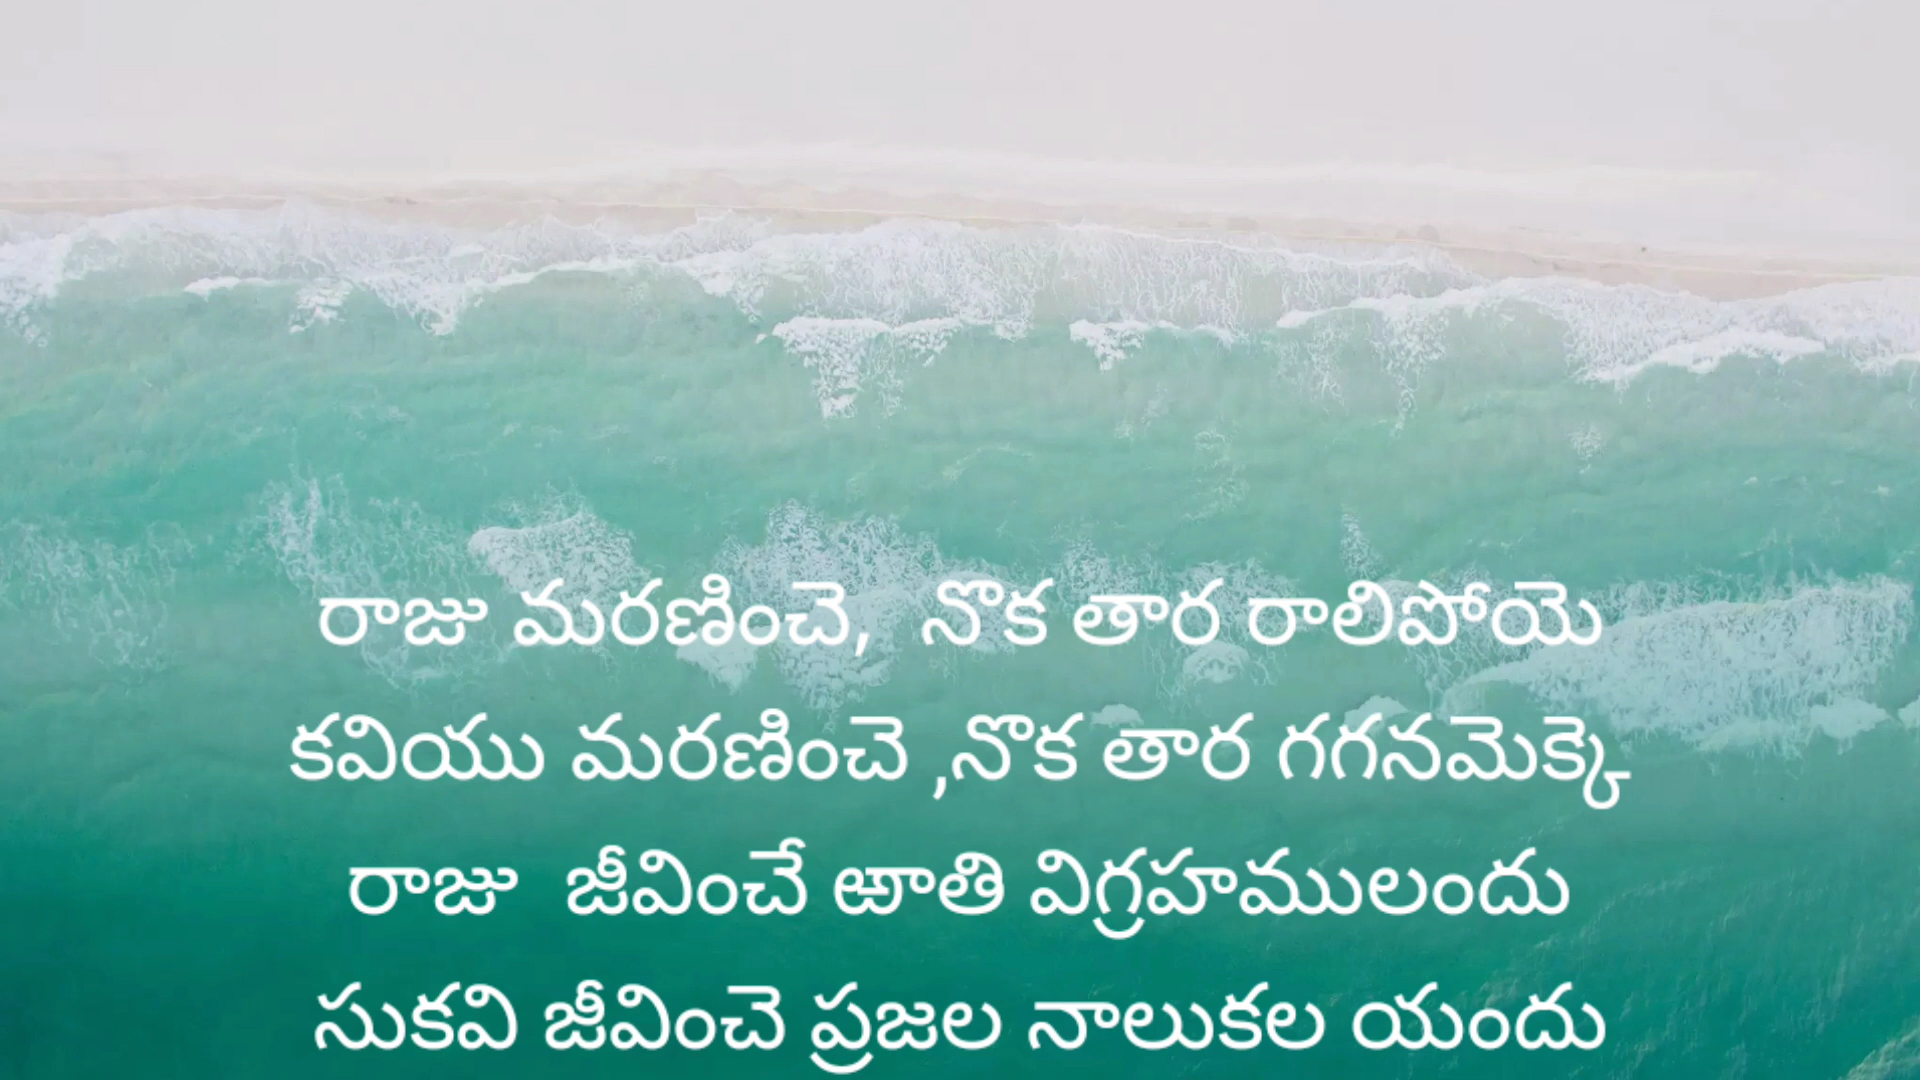 రాజు మరణించె,  నొక తార రాలిపోయె
కవియు మరణించె ,నొక తార గగనమెక్కె
రాజు  జీవించే ఱాతి విగ్రహములందు
సుకవి జీవించె ప్రజల నాలుకల యందు